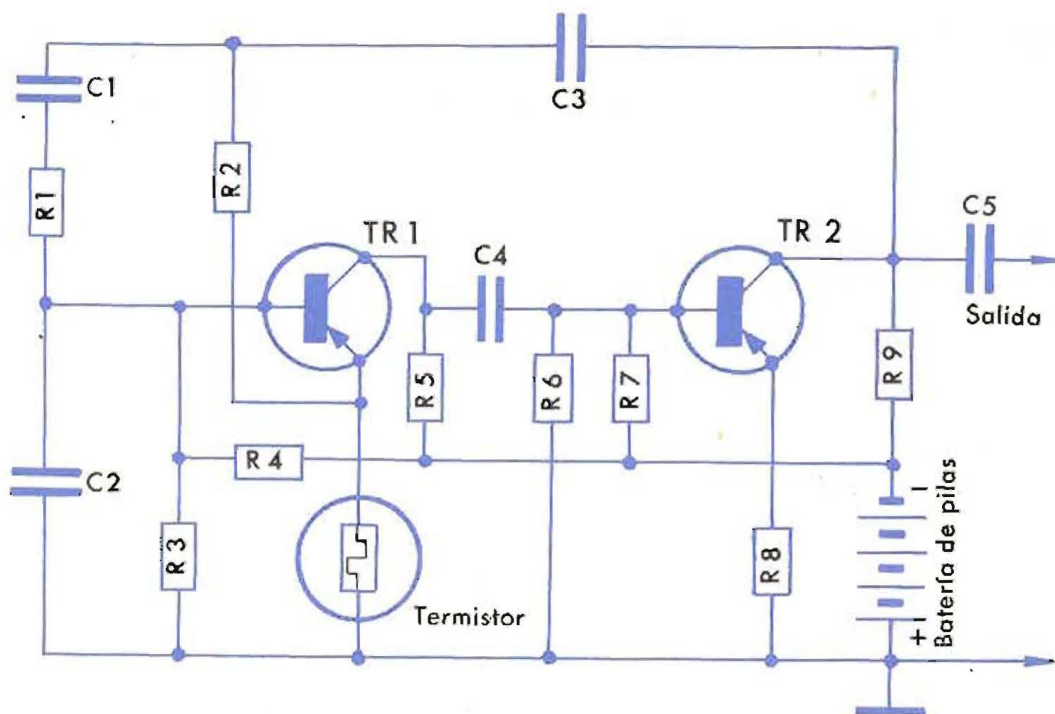 C1
C3
R1
R2
TR 1
C4
TR 2
C5
Salida
R5
R6
R7
R9
R 4
C2
R3
Termistor
R8
−
+
Batería de pilas